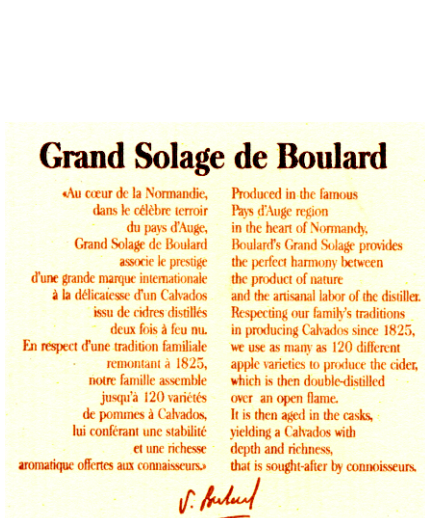 Grand Solage de Boulard
«Au cœur de la Normandie,
dans le célèbre terroir
du pays d'Auge,
Grand Solage de Boulard
associe le prestige
d'une grande marque internationale
à la délicatesse d'un Calvados
issu de cidres distillés
deux fois à feu nu.
En respect d'une tradition familiale
remontant à 1825,
notre famille assemble
jusqu'à 120 variétés
de pommes à Calvados,
lui conférant une stabilité
et une richesse
aromatique offertes aux connaisseurs.»
Produced in the famous
Pays d'Auge region
in the heart of Normandy,
Boulard's Grand Solage provides
the perfect harmony between
the product of nature
and the artisanal labor of the distiller.
Respecting our family's traditions
in producing Calvados since 1825,
we use as many as 120 different
apple varieties to produce the cider,
which is then double-distilled
over an open flame.
It is then aged in the casks,
yielding a Calvados with
depth and richness,
that is sought-after by connoisseurs.